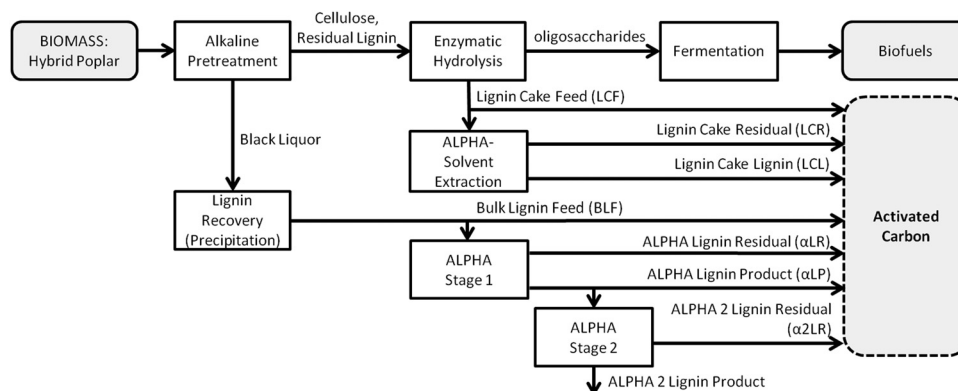 BIOMASS:
Hybrid Poplar
Alkaline
Pretreatment
Cellulose,
Residual Lignin
Enzymatic
Hydrolysis
oligosaccharides
Fermentation
Biofuels
Lignin Cake Feed (LCF)
Black Liquor
ALPHA-
Solvent
Extraction
Lignin Cake Residual (LCR)
Lignin Cake Lignin (LCL)
Lignin
Recovery
(Precipitation)
Bulk Lignin Feed (BLF)
Activated
Carbon
ALPHA
Stage 1
ALPHA Lignin Residual (αLR)
ALPHA Lignin Product (αLP)
ALPHA
Stage 2
ALPHA 2 Lignin Residual
(α2LR)
ALPHA 2 Lignin Product